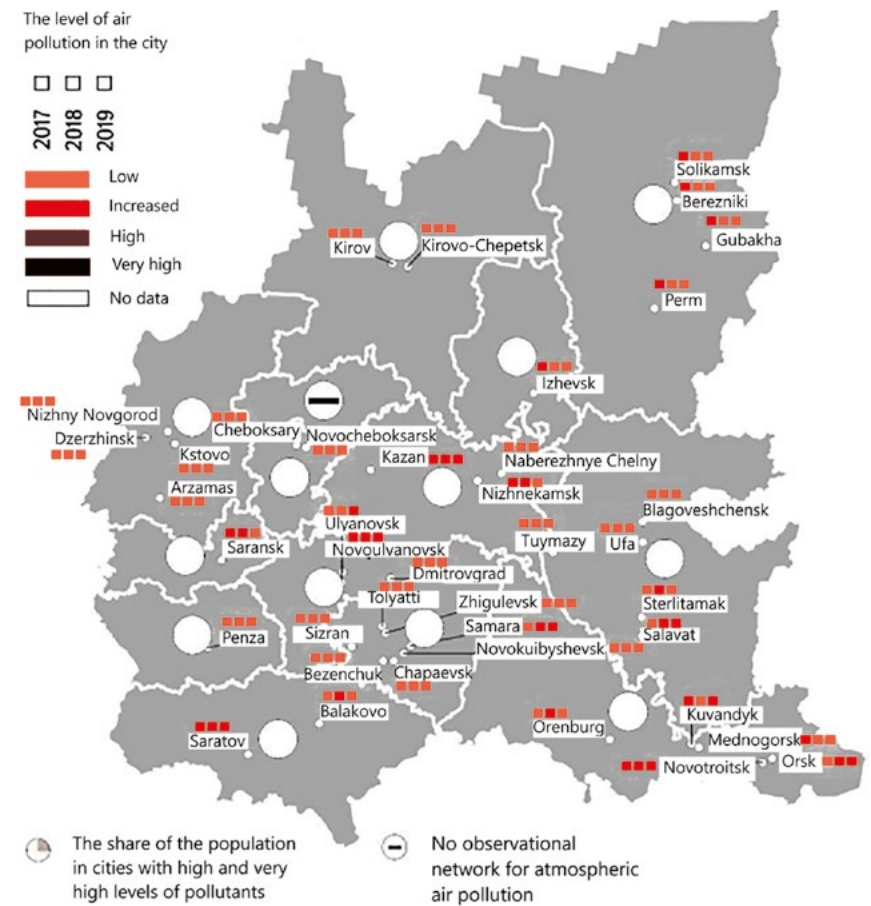 The level of air
pollution in the city
2017
2018
2019
Low
Increased
High
Very high
No data
Solikamsk
Berezniki
Gubakha
Kirov
Kirovo-Chepetsk
Perm
Izhevsk
Nizhny Novgorod
Cheboksary
Dzerzhinsk
Novocheboksarsk
Kstovo
Kazan
Naberezhnye Chelny
Arzamas
Nizhnekamsk
Blagoveshchensk
Ulyanovsk
Tuymazy
Ufa
Saransk
Novoulvanovsk
Dmitrovgrad
Tolyatti
Zhigulevsk
Sterlitamak
Samara
Salavat
Penza
Sizran
Novokuibyshevsk
Bezenchuk
Chapaevsk
Balakovo
Kuvandyk
Orenburg
Saratov
Mednogorsk
Novotroitsk
Orsk
The share of the population
in cities with high and very
high levels of pollutants
No observational
network for atmospheric
air pollution